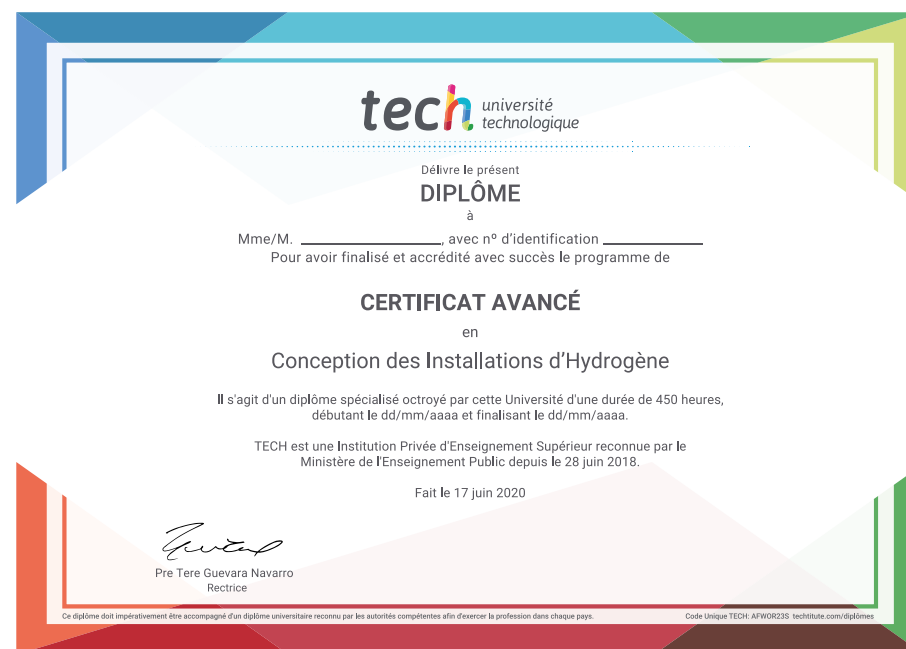 tech université
technologique
Délivre le présent
DIPLÔME
à
Mme/M. ____________________, avec nº d'identification ______________
Pour avoir finalisé et accrédité avec succès le programme de
CERTIFICAT AVANCÉ
en
Conception des Installations d'Hydrogène
Il s'agit d'un diplôme spécialisé octroyé par cette Université d'une durée de 450 heures,
débutant le dd/mm/aaaa et finalisant le dd/mm/aaaa.
TECH est une Institution Privée d'Enseignement Supérieur reconnue par le
Ministère de l'Enseignement Public depuis le 28 juin 2018.
Fait le 17 juin 2020
Pre Tere Guevara Navarro
Rectrice
Ce diplôme doit impérativement être accompagné d'un diplôme universitaire reconnu par les autorités compétentes afin d'exercer la profession dans chaque pays.
Code Unique TECH: AFWOR23S techtitute.com/diplômes